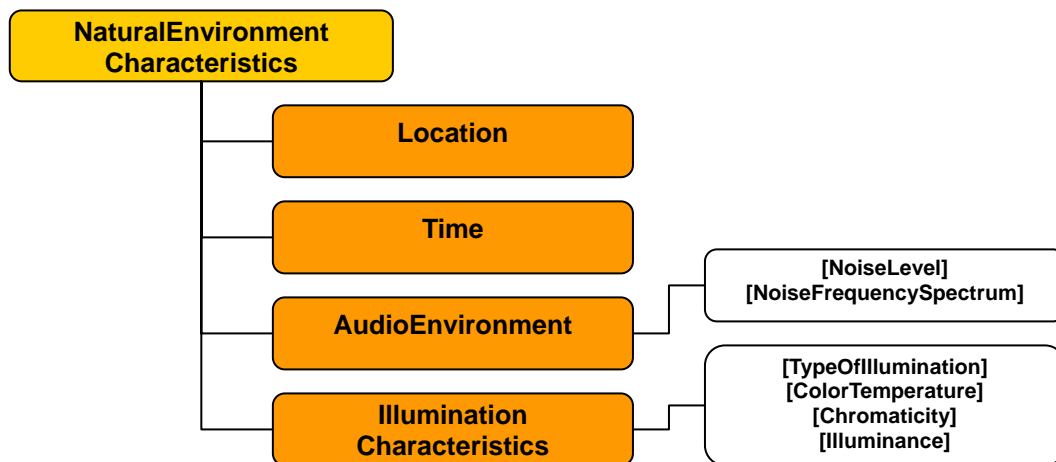 NaturalEnvironment
Characteristics
Location
Time
AudioEnvironment
[NoiseLevel]
[NoiseFrequencySpectrum]
Illumination
Characteristics
[TypeOfIllumination]
[ColorTemperature]
[Chromaticity]
[Illuminance]